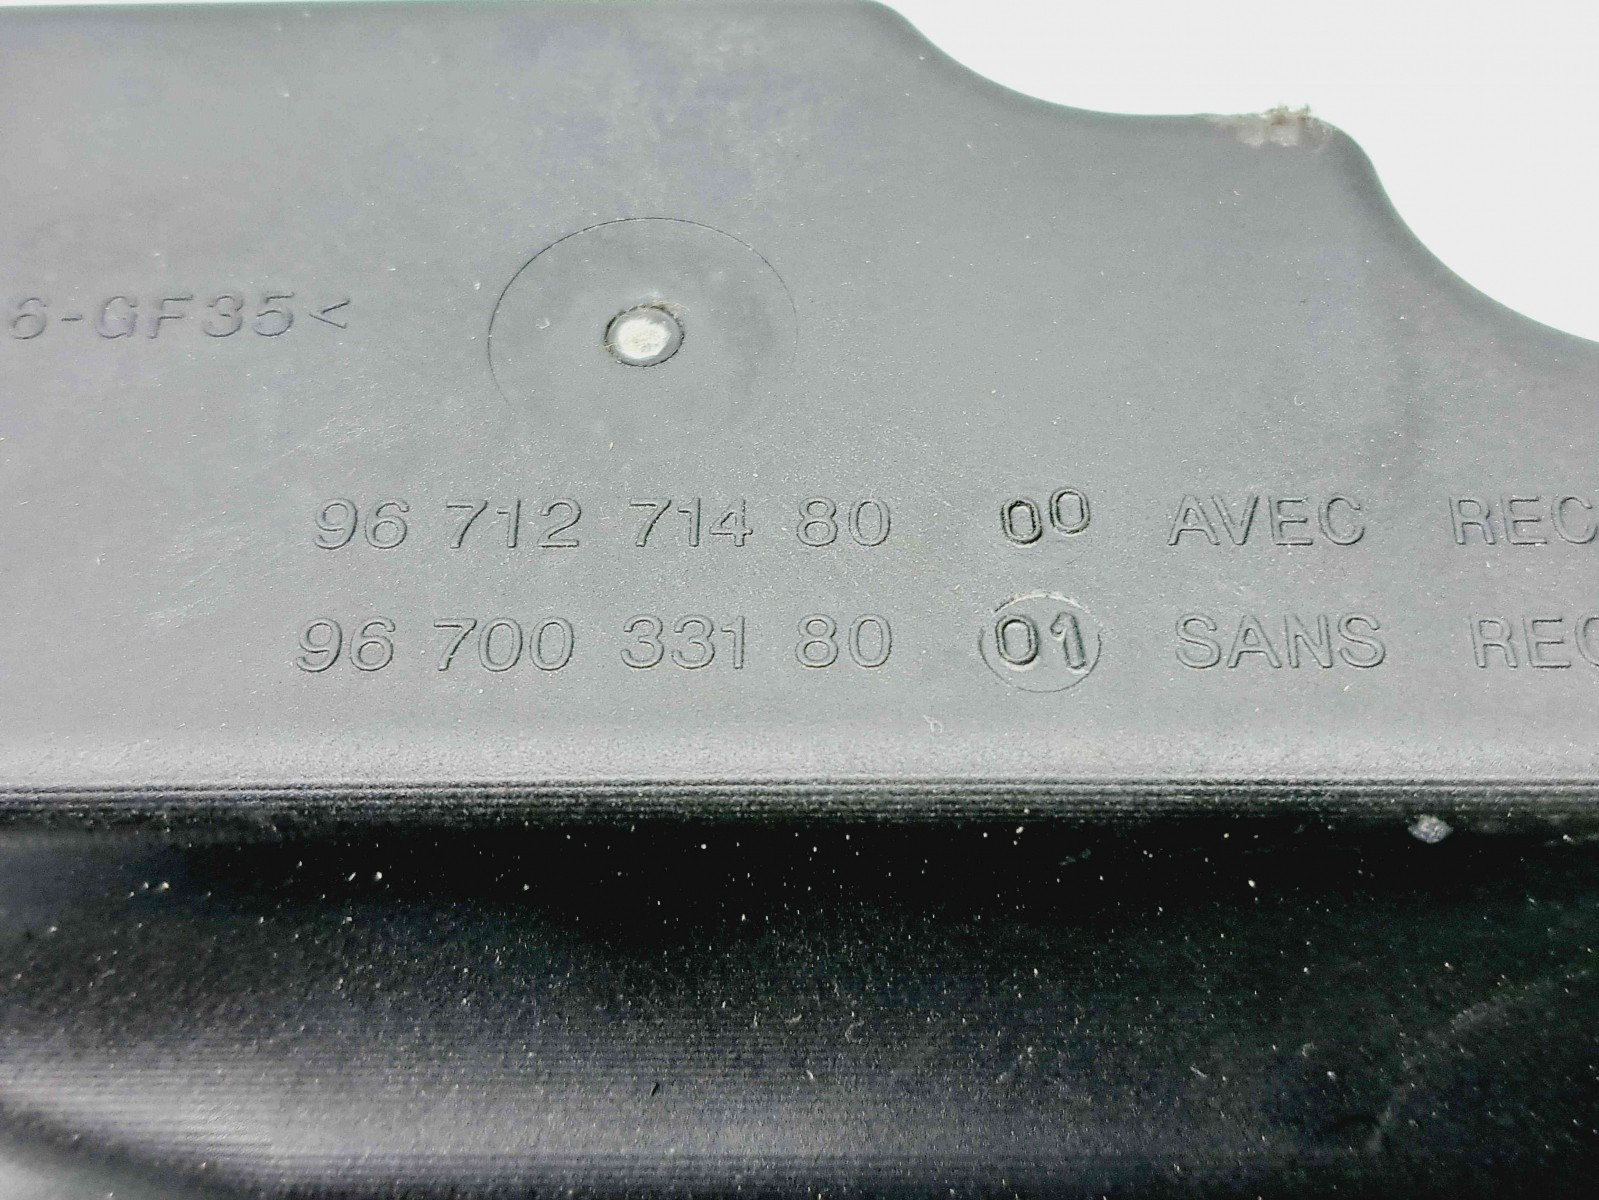 6-GF35<
96 712 714 80 00 AVEC REC
96 700 331 80 01 SANS REC